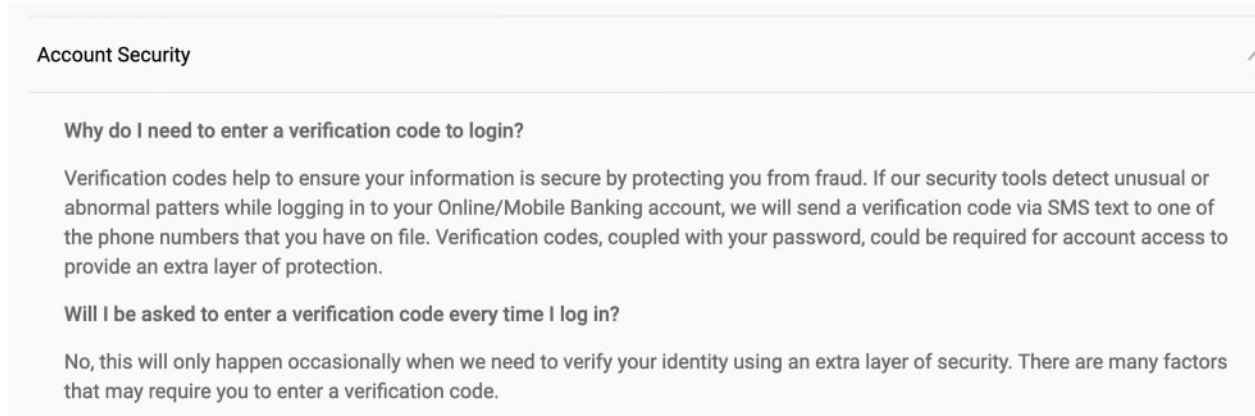 Account Security
Why do I need to enter a verification code to login?
Verification codes help to ensure your information is secure by protecting you from fraud. If our security tools detect unusual or
abnormal patters while logging in to your Online/Mobile Banking account, we will send a verification code via SMS text to one of
the phone numbers that you have on file. Verification codes, coupled with your password, could be required for account access to
provide an extra layer of protection.
Will I be asked to enter a verification code every time I log in?
No, this will only happen occasionally when we need to verify your identity using an extra layer of security. There are many factors
that may require you to enter a verification code.